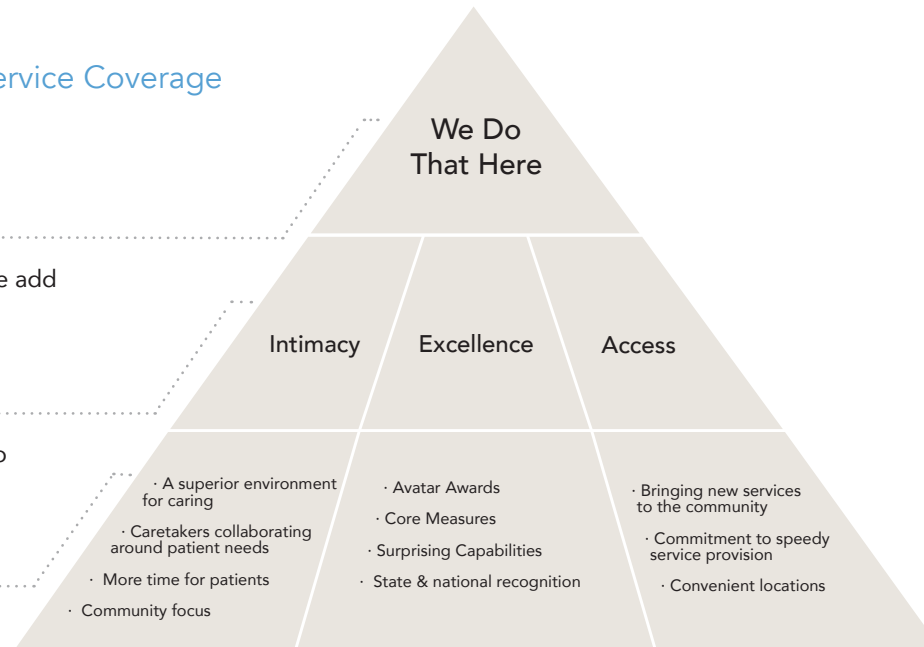 ervice Coverage
We Do
That Here
e add
Intimacy
Excellence
Access
o
· A superior environment
for caring
· Caretakers collaborating
around patient needs
· More time for patients
· Community focus
· Avatar Awards
· Core Measures
· Surprising Capabilities
· State & national recognition
· Bringing new services
to the community
· Commitment to speedy
service provision
· Convenient locations